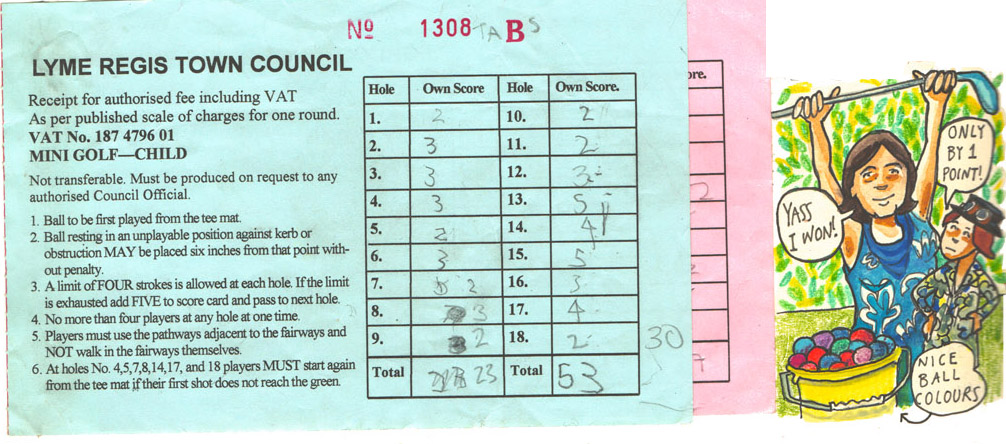 Nº 1308 TABS
LYME REGIS TOWN COUNCIL
Receipt for authorised fee including VAT
As per published scale of charges for one round.
VAT No. 187 4796 01
MINI GOLF—CHILD
Not transferable. Must be produced on request to any
authorised Council Official.
1. Ball to be first played from the tee mat.
2. Ball resting in an unplayable position against kerb or
obstruction MAY be placed six inches from that point with-
out penalty.
3. A limit of FOUR strokes is allowed at each hole. If the limit
is exhausted add FIVE to score card and pass to next hole.
4. No more than four players at any hole at one time.
5. Players must use the pathways adjacent to the fairways and
NOT walk in the fairways themselves.
6. At holes No. 4,5,7,8,14,17, and 18 players MUST start again
from the tee mat if their first shot does not reach the green.
Hole Own Score Hole Own Score.
1. 2 10. 2
2. 3 11. 2
3. 3 12. 3
4. 3 13. 5
5. 2 14. 4
6. 3 15. 5
7. 2 16. 3
8. 3 17. 4
9. 2 18. 2
30
Total 23 Total 53
ore.
2
YASS
I WON!
ONLY
BY 1
POINT!
NICE
BALL
COLOURS